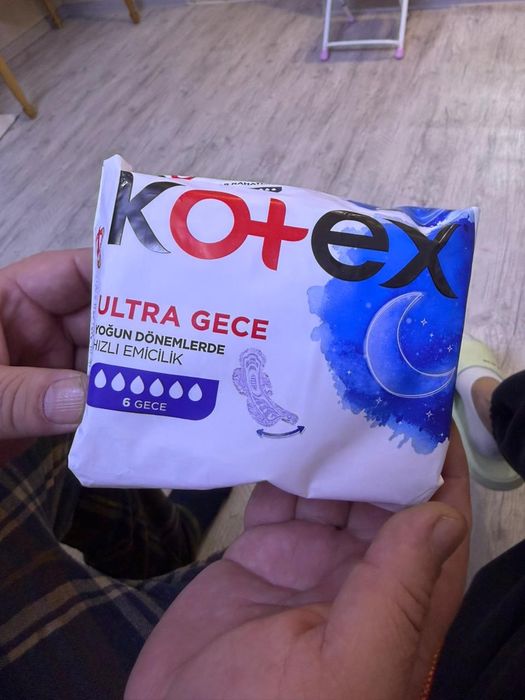 Kotex
ULTRA GECE
YOĞUN DÖNEMLERDE
HIZLI EMİCİLİK
6 GECE